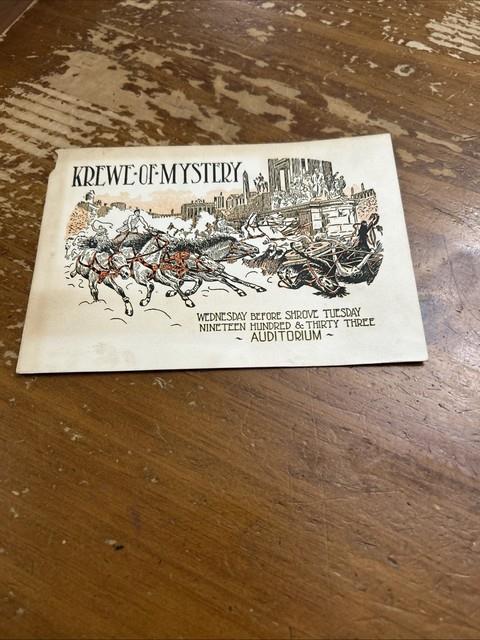 KREWE·OF·MYSTERY
WEDNESDAY BEFORE SHROVE TUESDAY
NINETEEN HUNDRED & THIRTY THREE
~ AUDITORIUM ~